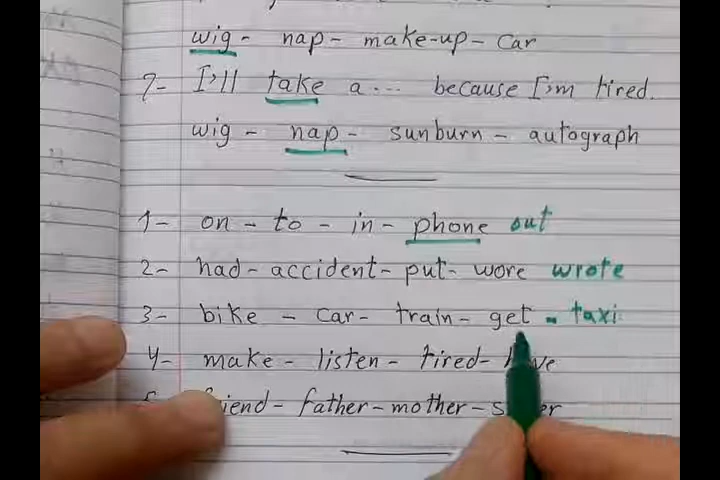 wig - nap - make-up - car
7- I'll take a ... because I'm tired.
wig - nap - sunburn - autograph
1- on - to - in - phone out
2- had - accident - put - wore wrote
3- bike - car - train - get - taxi
4- make - listen - tired -
father - mother -